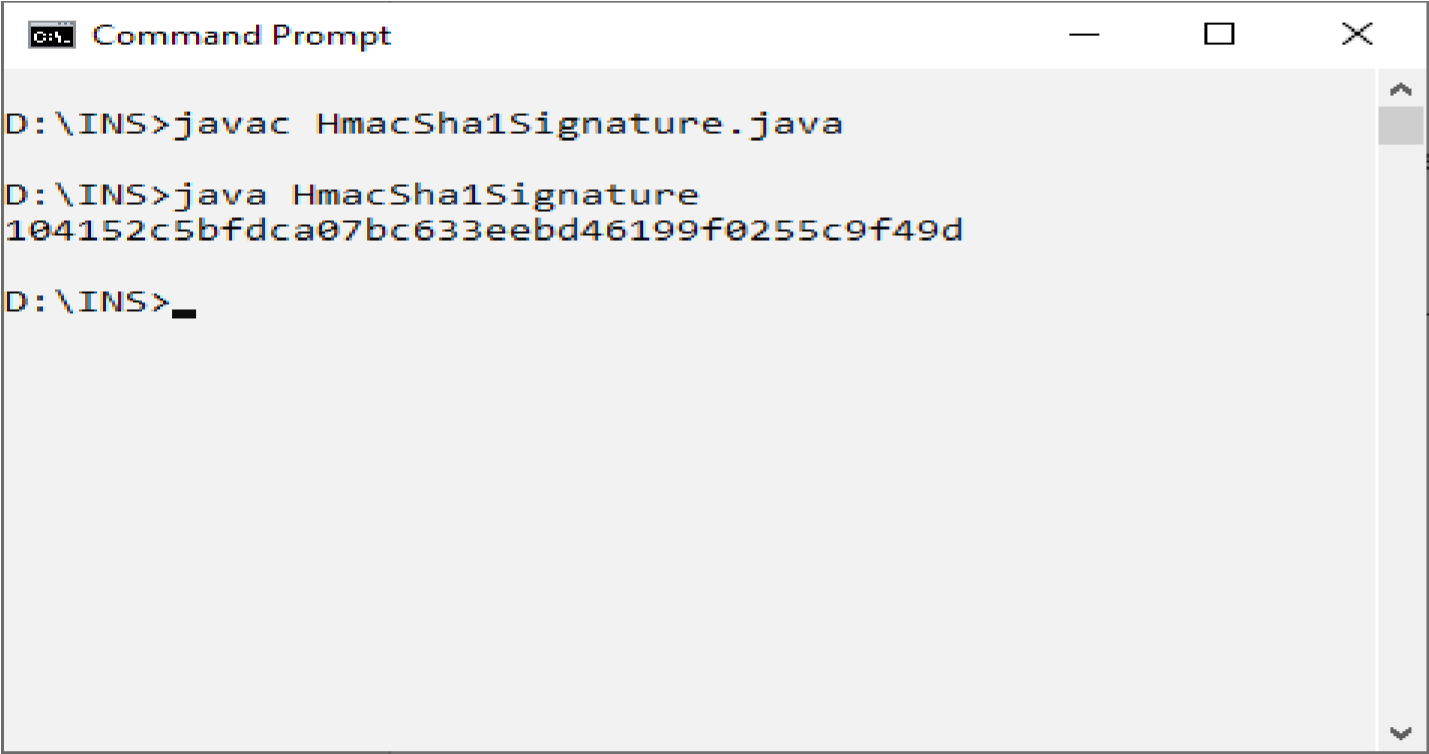 Command Prompt
D:\INS>javac HmacSha1Signature.java
D:\INS>java HmacSha1Signature
104152c5bfdca07bc633eebd46199f0255c9f49d
D:\INS>